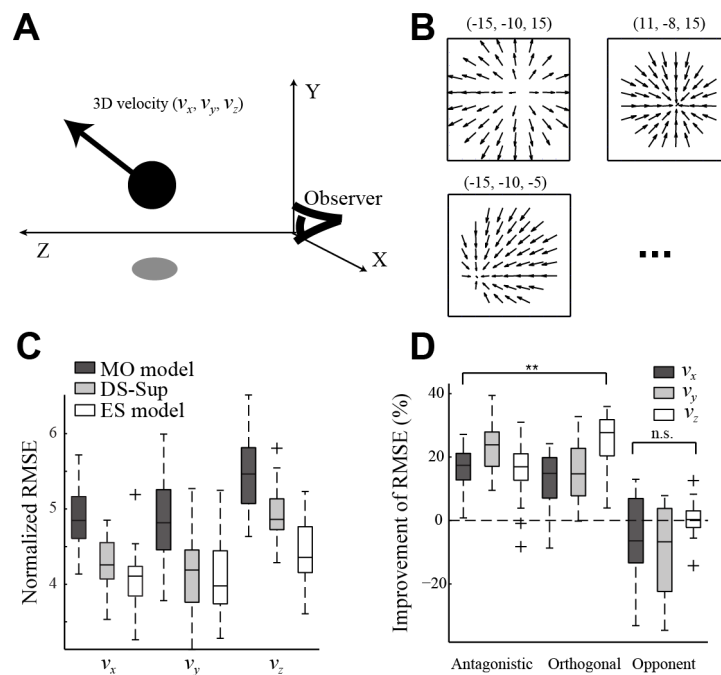 A
3D velocity (vx, vy, vz)
Y
Observer
Z
X
B
(-15, -10, 15)
(11, -8, 15)
(-15, -10, -5)
...
C
MO model
DS-Sup
ES model
Normalized RMSE
6
5
4
vx
vy
vz
D
vx
vy
vz
**
n.s.
Improvement of RMSE (%)
40
20
0
−20
Antagonistic
Orthogonal
Opponent